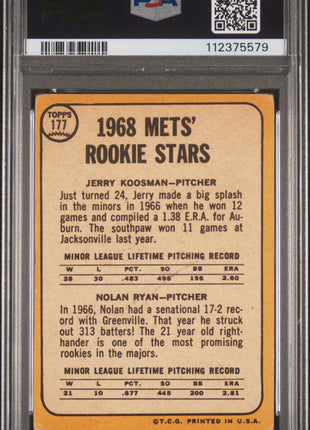 PSA
112375579
TOPPS
177
1968 METS'
ROOKIE STARS
JERRY KOOSMAN—PITCHER
Just turned 24, Jerry made a big splash
in the minors in 1966 when he won 12
games and compiled a 1.38 E.R.A. for Au-
burn. The southpaw won 11 games at
Jacksonville last year.
MINOR LEAGUE LIFETIME PITCHING RECORD
W L PCT. SO BB ERA
28 30 .483 496 156 2.60
NOLAN RYAN—PITCHER
In 1966, Nolan had a sensational 17-2 rec-
ord with Greenville. That year he struck
out 313 batters! The 21 year old right-
hander is one of the most promising
rookies in the majors.
MINOR LEAGUE LIFETIME PITCHING RECORD
W L PCT. SO BB ERA
21 10 .677 445 200 2.81
©T.C.G. PRINTED IN U.S.A.